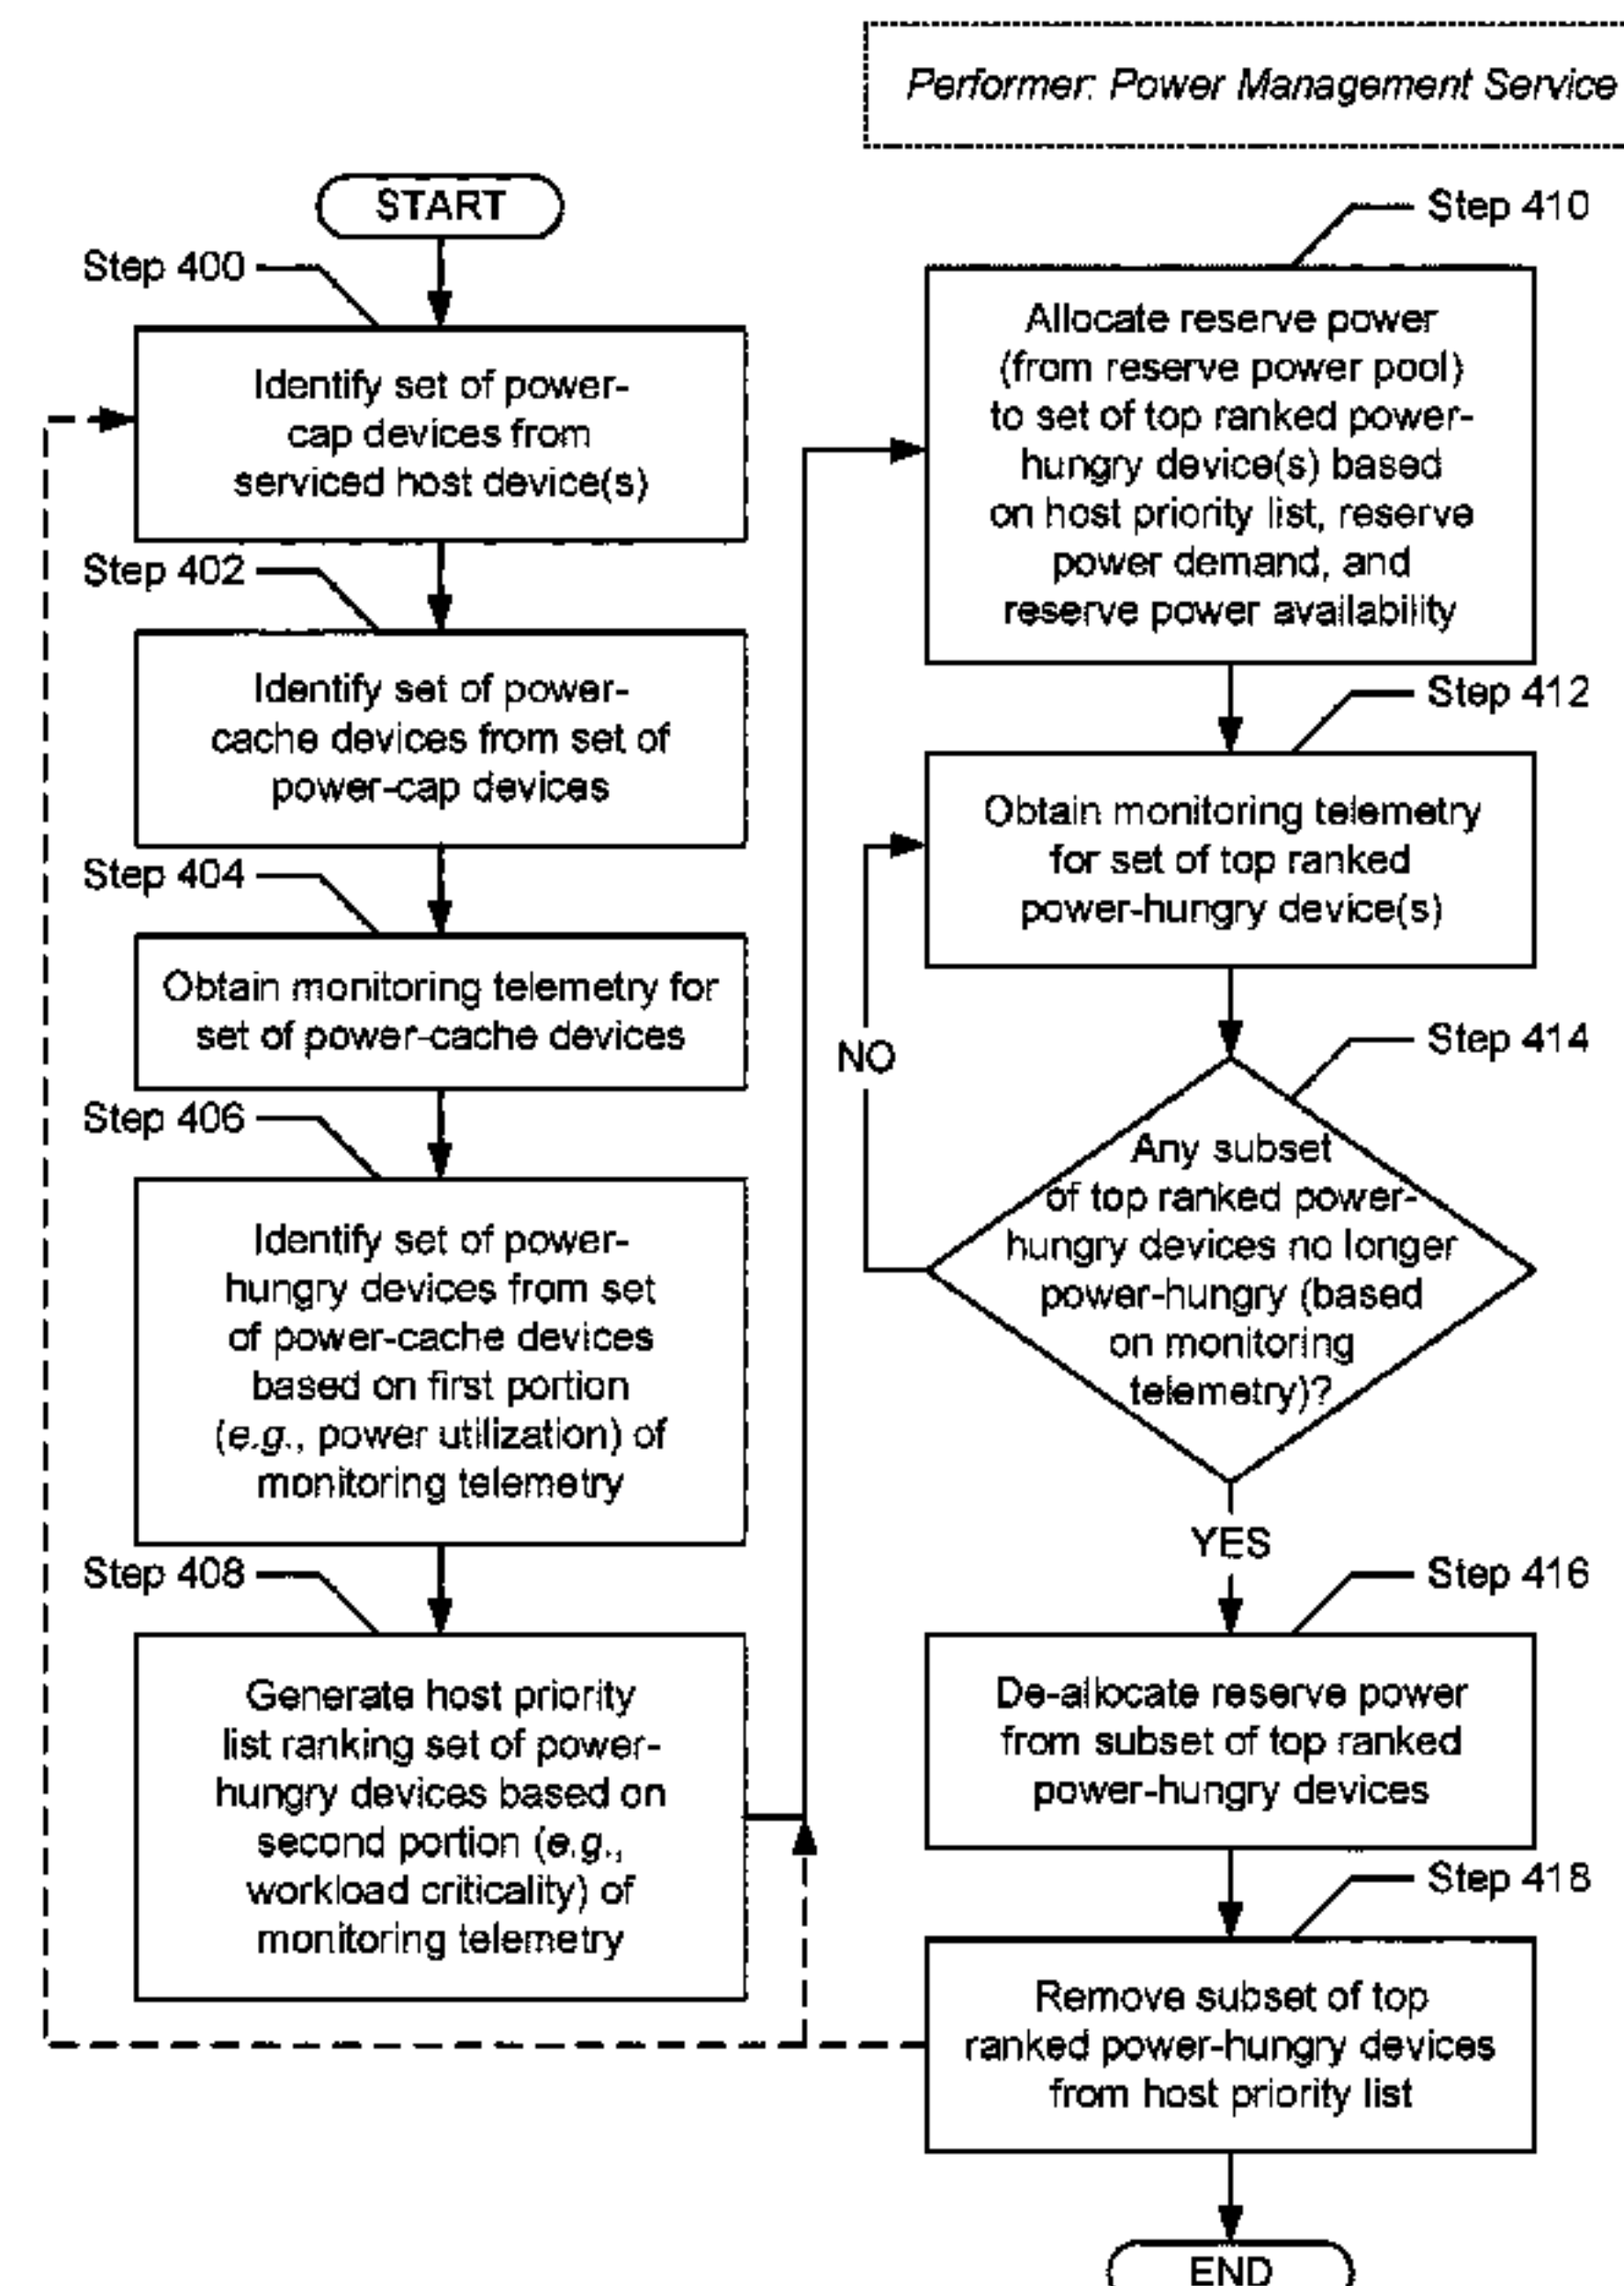 Performer: Power Management Service
START
Step 400
Identify set of power-
cap devices from
serviced host device(s)
Step 402
Identify set of power-
cache devices from set of
power-cap devices
Step 404
Obtain monitoring telemetry for
set of power-cache devices
Step 406
Identify set of power-
hungry devices from set
of power-cache devices
based on first portion
(e.g., power utilization) of
monitoring telemetry
Step 408
Generate host priority
list ranking set of power-
hungry devices based on
second portion (e.g.,
workload criticality) of
monitoring telemetry
Step 410
Allocate reserve power
(from reserve power pool)
to set of top ranked power-
hungry device(s) based
on host priority list, reserve
power demand, and
reserve power availability
Step 412
Obtain monitoring telemetry
for set of top ranked
power-hungry device(s)
NO
Step 414
Any subset
of top ranked power-
hungry devices no longer
power-hungry (based
on monitoring
telemetry)?
YES
Step 416
De-allocate reserve power
from subset of top ranked
power-hungry devices
Step 418
Remove subset of top
ranked power-hungry devices
from host priority list
END